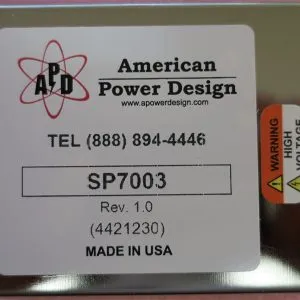 APD
American
Power Design
www.apowerdesign.com
TEL (888) 894-4446
SP7003
Rev. 1.0
(4421230)
MADE IN USA
WARNING
HIGH
VOLTAGE